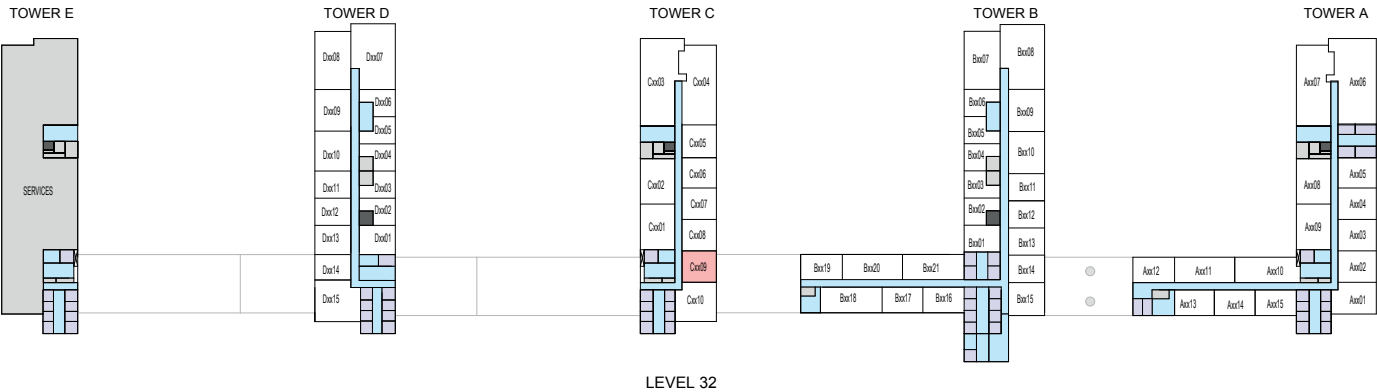 TOWER E
TOWER D
TOWER C
TOWER B
TOWER A
SERVICES
Dxx08
Dxx07
Dxx09
Dxx06
Dxx05
Dxx10
Dxx04
Dxx11
Dxx03
Dxx12
Dxx02
Dxx13
Dxx01
Dxx14
Dxx15
Cxx03
Cxx04
Cxx05
Cxx06
Cxx02
Cxx07
Cxx01
Cxx08
Cxx09
Cxx10
Bxx07
Bxx08
Bxx06
Bxx09
Bxx05
Bxx04
Bxx10
Bxx03
Bxx11
Bxx02
Bxx12
Bxx01
Bxx13
Bxx19
Bxx20
Bxx21
Bxx14
Bxx18
Bxx17
Bxx16
Bxx15
Axx07
Axx06
Axx05
Axx08
Axx04
Axx09
Axx03
Axx12
Axx11
Axx10
Axx02
Axx13
Axx14
Axx15
Axx01
LEVEL 32